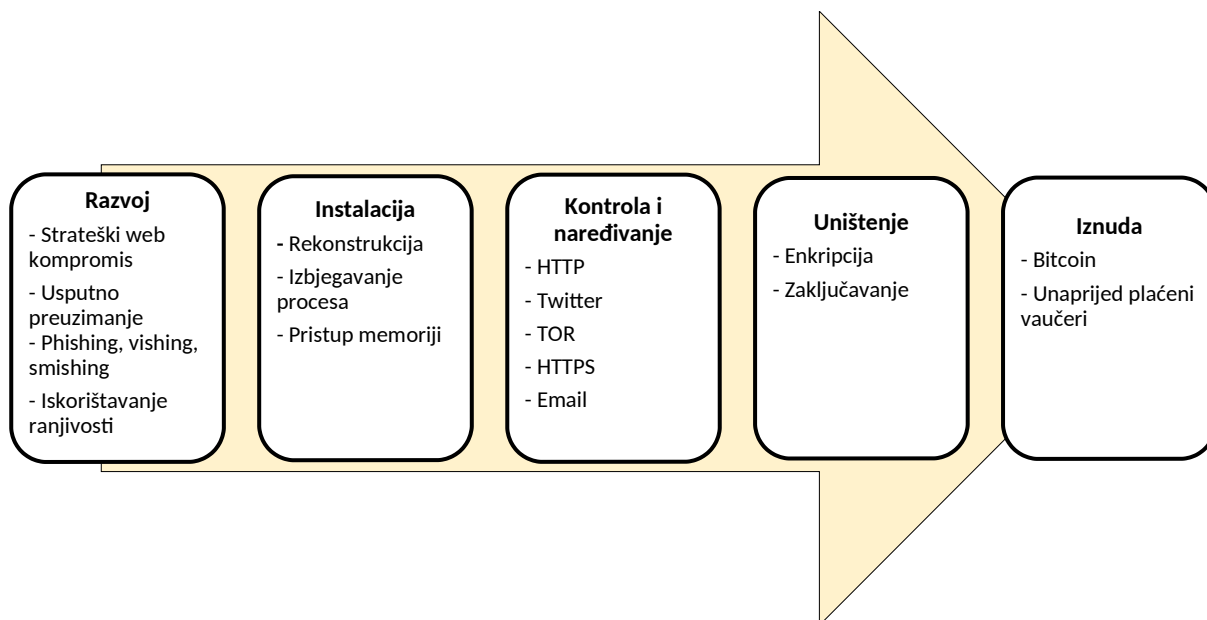 Razvoj
- Strateški web
kompromis
- Usputno
preuzimanje
- Phishing, vishing,
smishing
- Iskorištavanje
ranjivosti
Instalacija
- Rekonstrukcija
- Izbjegavanje
procesa
- Pristup memoriji
Kontrola i
naređivanje
- HTTP
- Twitter
- TOR
- HTTPS
- Email
Uništenje
- Enkripcija
- Zaključavanje
Iznuda
- Bitcoin
- Unaprijed plaćeni
vaučeri